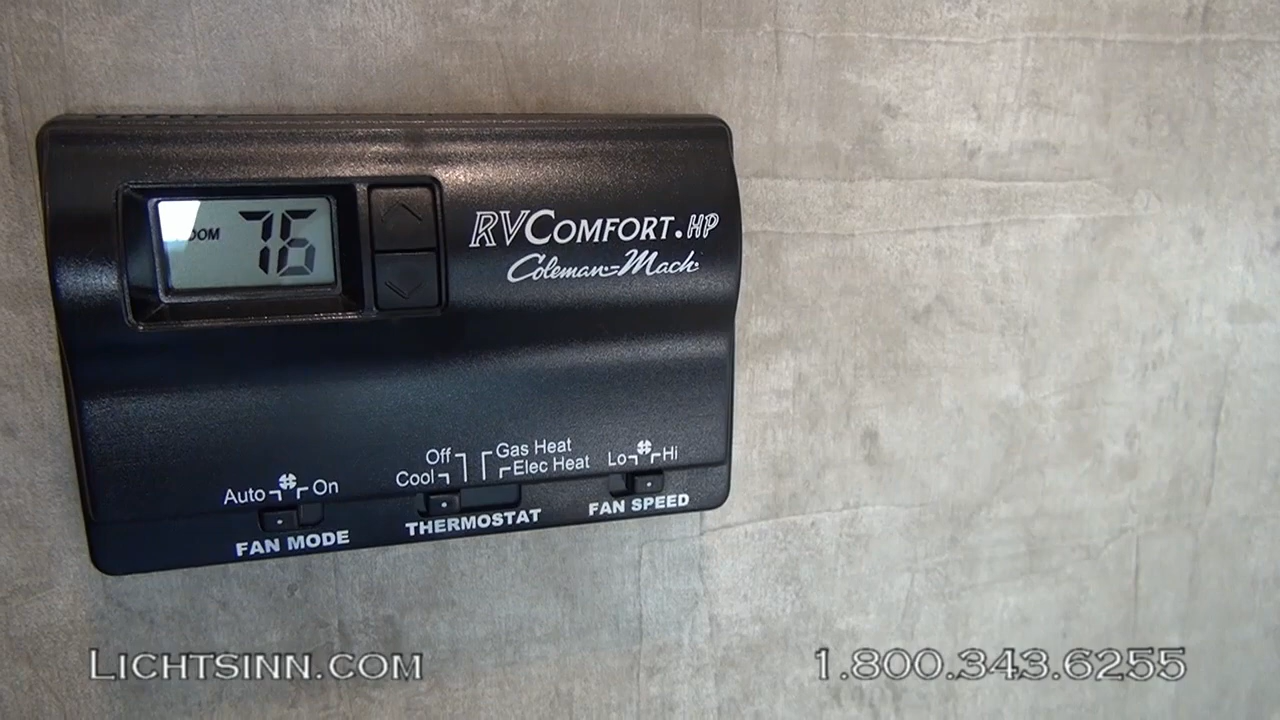 76
RVCOMFORT.HP
Coleman-Mach
Off Gas Heat
Cool Elec Heat
Lo Hi
Auto On
FAN MODE
THERMOSTAT
FAN SPEED
LICHTSINN.COM
1.800.343.6255